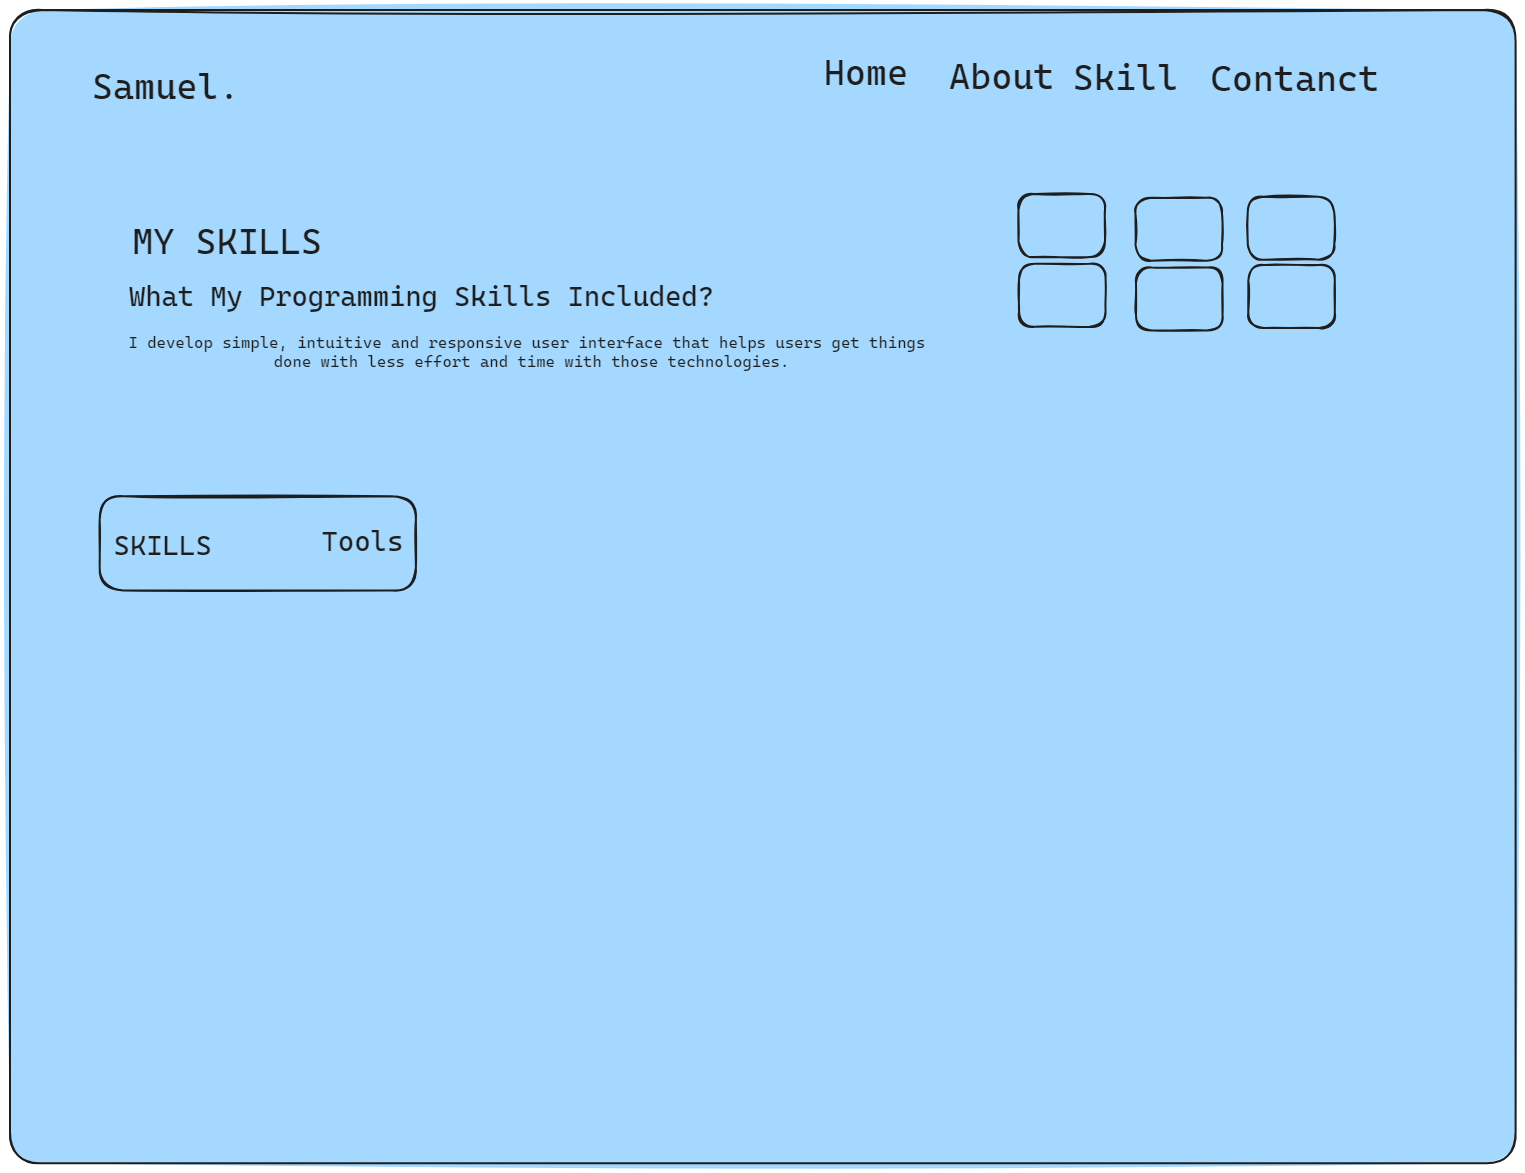 Samuel.
Home About Skill Contanct
MY SKILLS
What My Programming Skills Included?
I develop simple, intuitive and responsive user interface that helps users get things
done with less effort and time with those technologies.
SKILLS Tools